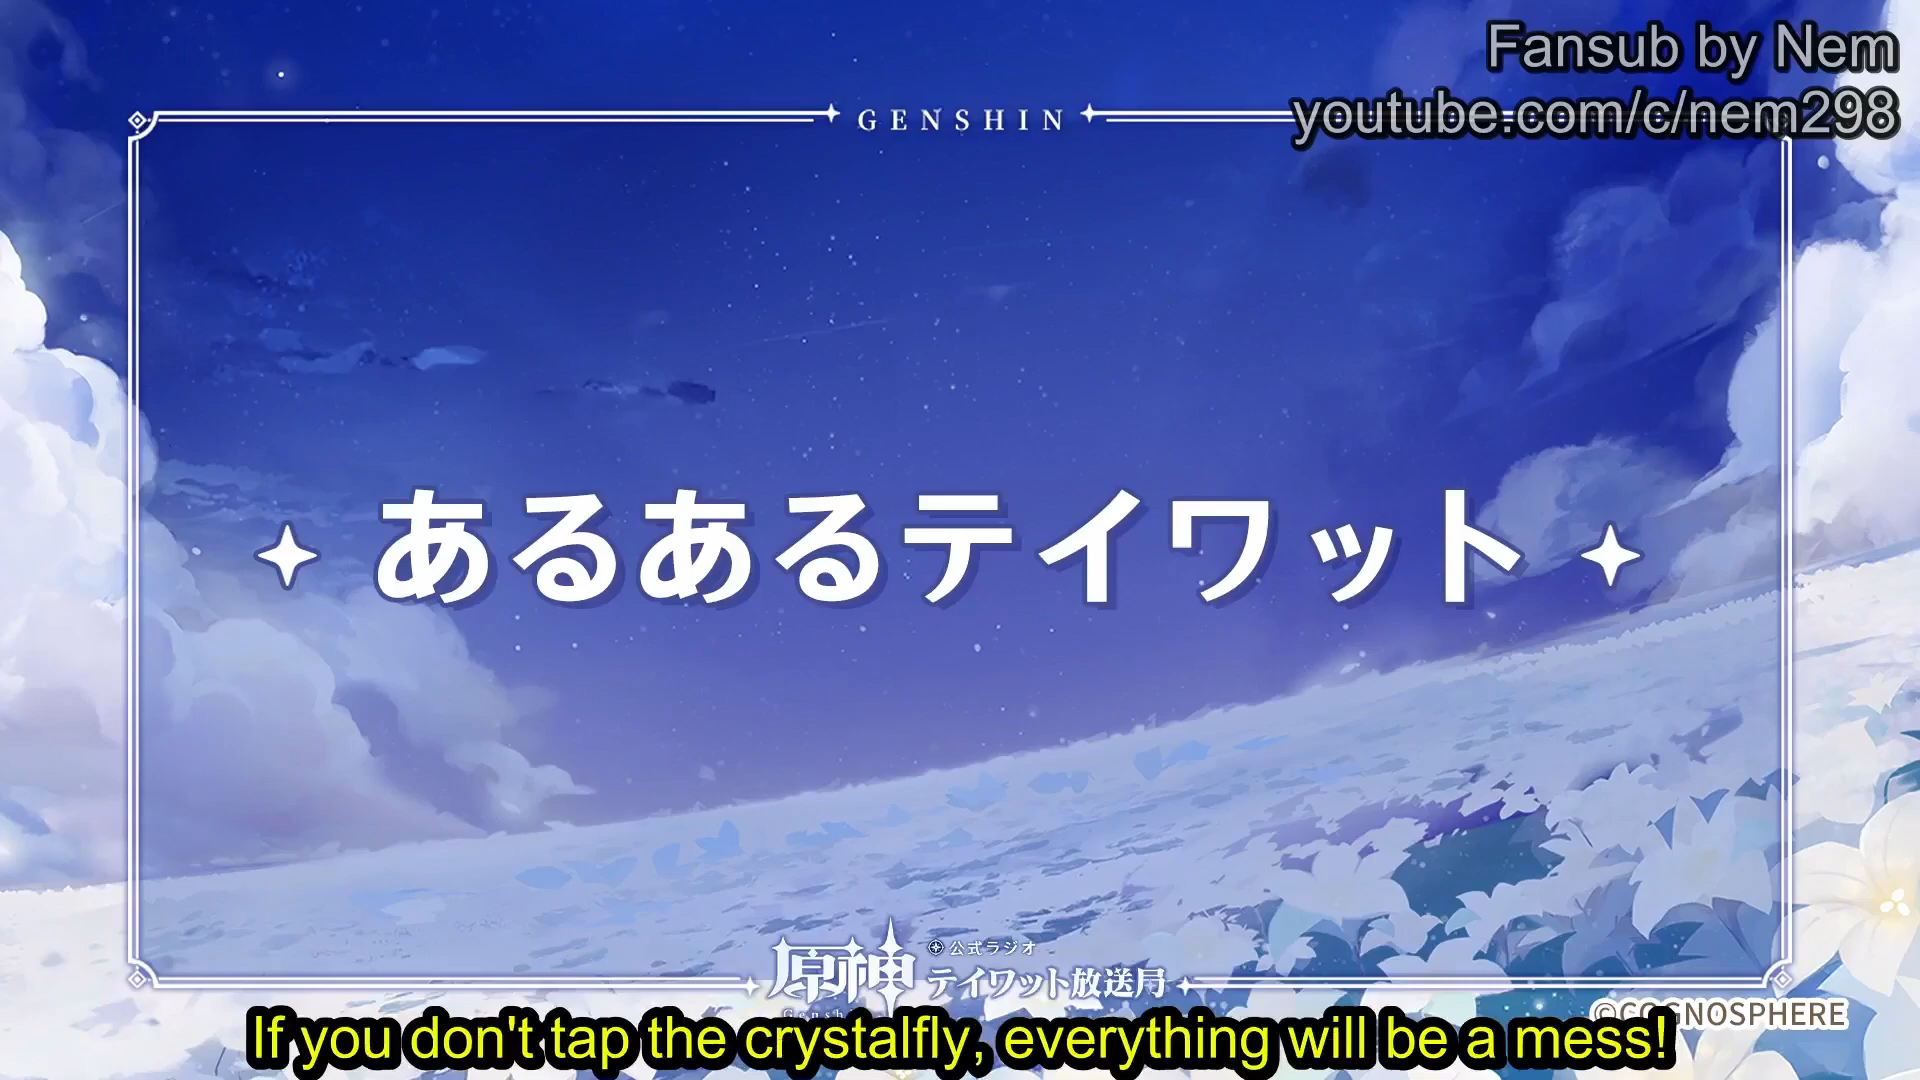 Fansub by Nem
youtube.com/c/nem298
GENSHIN
あるあるテイワット
原神
公式ラジオ
テイワット放送局
©COGNOSPHERE
If you don't tap the crystalfly, everything will be a mess!